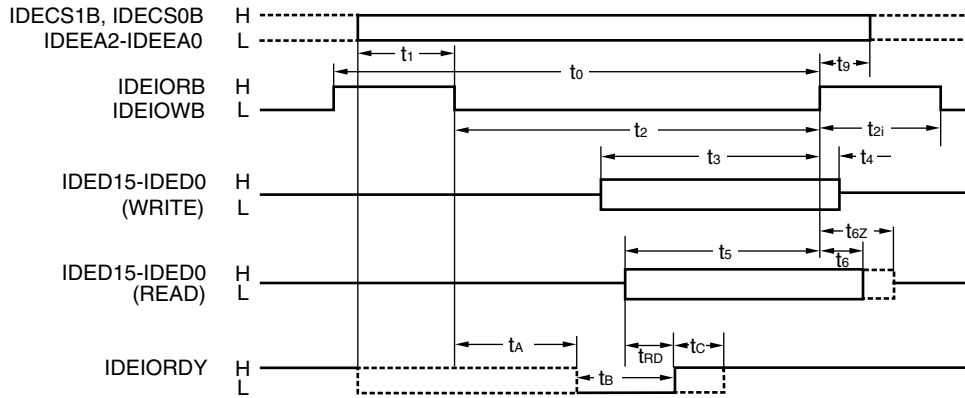 IDECS1B, IDECS0B H
IDEEA2-IDEEA0 L
t1
t0
t9
IDEIORB H
IDEIOWB L
t2
t2i
t3
t4
IDED15-IDED0 H
(WRITE) L
t6Z
t5
t6
IDED15-IDED0 H
(READ) L
tA
tRD
tC
IDEIORDY H
tB
L